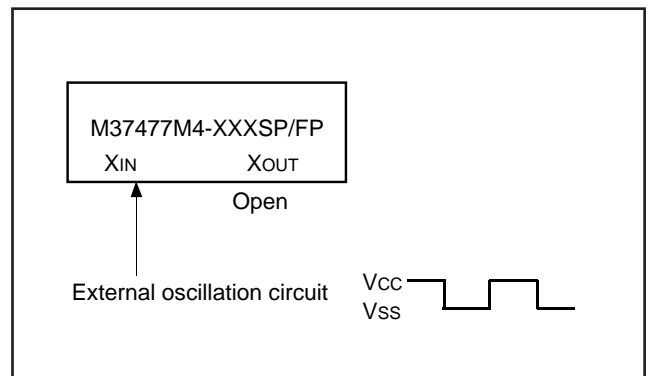 M37477M4-XXXSP/FP
XIN XOUT
Open
External oscillation circuit
VCC
VSS